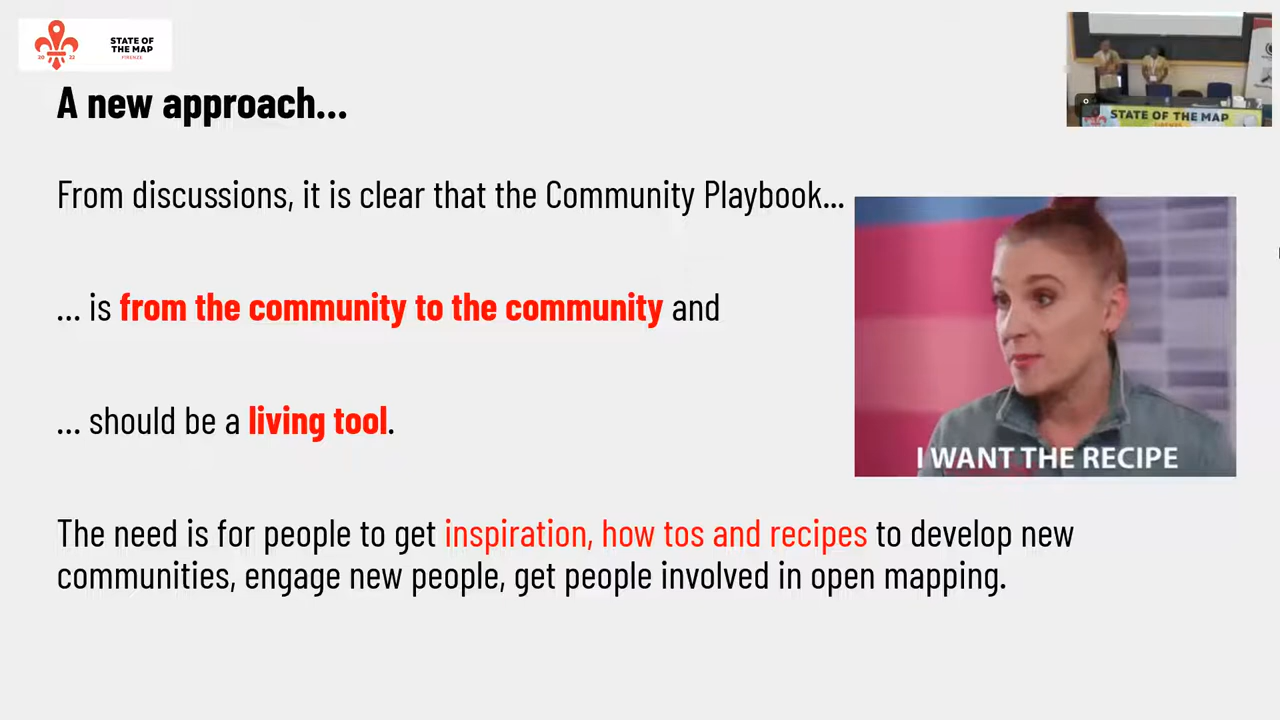 20 22
STATE OF
THE MAP
FIRENZE
A new approach...
STATE OF THE MAP
From discussions, it is clear that the Community Playbook...
... is from the community to the community and
... should be a living tool.
I WANT THE RECIPE
The need is for people to get inspiration, how tos and recipes to develop new
communities, engage new people, get people involved in open mapping.